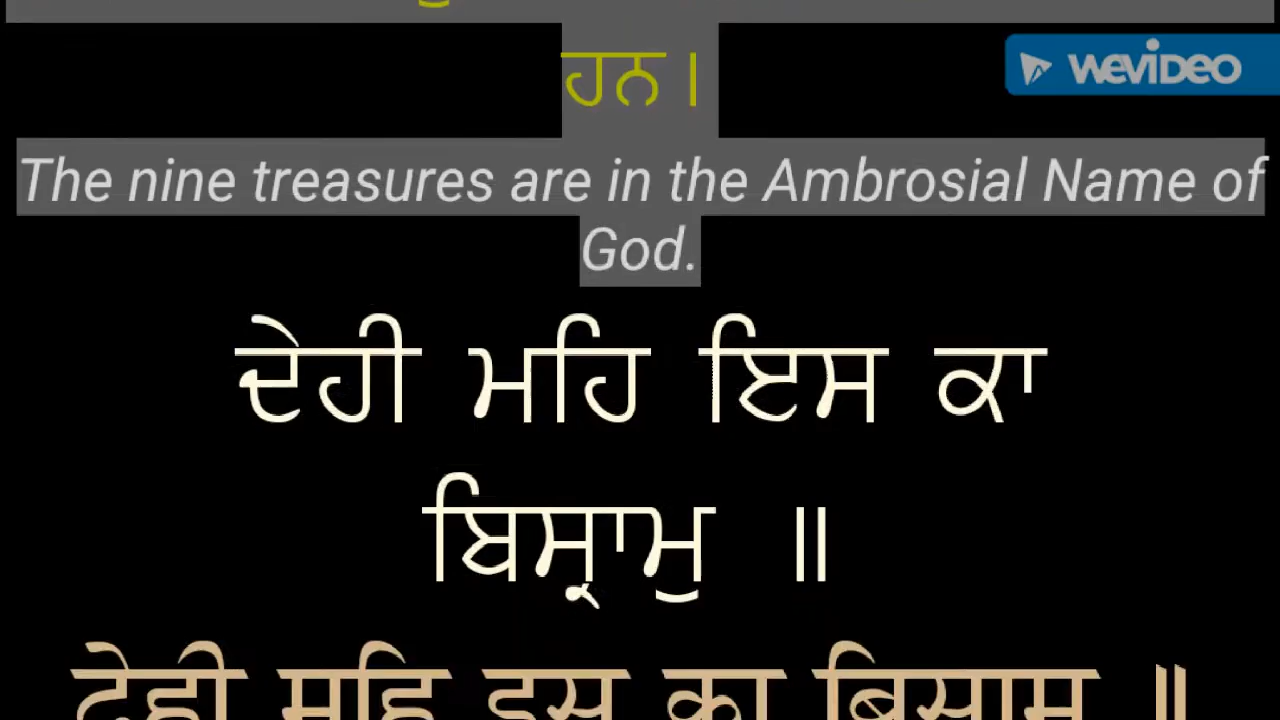 ਹਨ।
WEVIDEO
The nine treasures are in the Ambrosial Name of
God.
ਦੇਹੀ ਮਹਿ ਇਸ ਕਾ
ਬਿਸ੍ਰਾਮੁ ॥